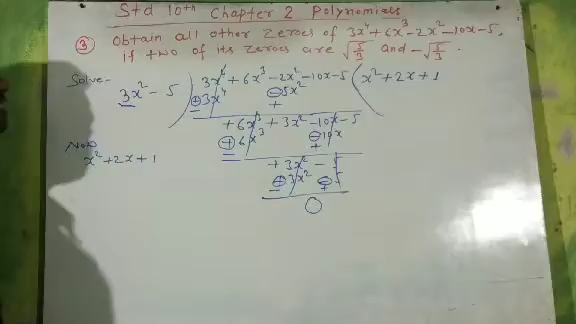 Std 10th Chapter 2 Polynomials
③ Obtain all other zeroes of 3x⁴+6x³-2x²-10x-5,
if two of its zeroes are √5/3 and -√5/3.
Solve-
3x²-5) 3x⁴+6x³-2x²-10x-5 (x²+2x+1
⊕3x⁴ ⊖5x²
- +
+6x³+3x²-10x-5
⊕6x³ ⊖10x
- +
Now
x²+2x+1
+3x²-5
⊕3x² ⊖5
- +
0